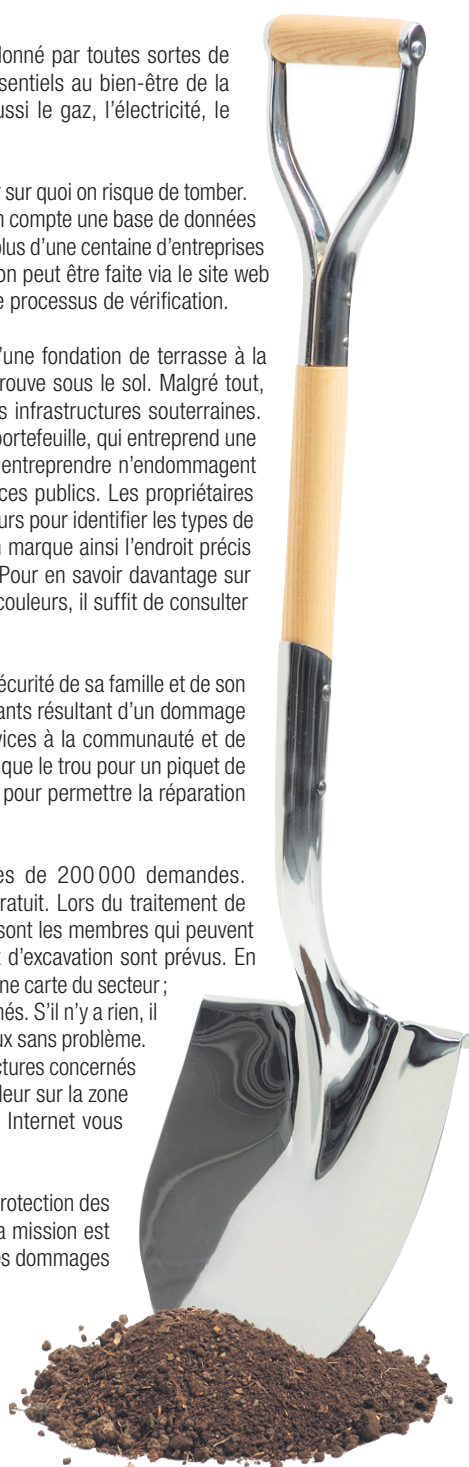 donné par toutes sortes de
sentiels au bien-être de la
ussi le gaz, l’électricité, le
sur quoi on risque de tomber.
compte une base de données
plus d’une centaine d’entreprises
on peut être faite via le site web
processus de vérification.
’une fondation de terrasse à la
rouve sous le sol. Malgré tout,
s infrastructures souterraines.
portefeuille, qui entreprend une
entreprendre n’endommagent
ces publics. Les propriétaires
urs pour identifier les types de
marque ainsi l’endroit précis
Pour en savoir davantage sur
couleurs, il suffit de consulter
écurité de sa famille et de son
ants résultant d’un dommage
vices à la communauté et de
que le trou pour un piquet de
pour permettre la réparation
ès de 200 000 demandes.
ratuit. Lors du traitement de
sont les membres qui peuvent
t d’excavation sont prévus. En
ne carte du secteur ;
nés. S’il n’y a rien, il
ux sans problème.
ctures concernés
leur sur la zone
Internet vous
protection des
a mission est
es dommages